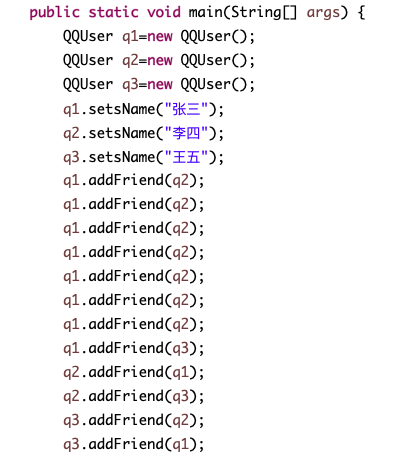 public static void main(String[] args) {
QQUser q1=new QQUser();
QQUser q2=new QQUser();
QQUser q3=new QQUser();
q1.setsName("张三");
q2.setsName("李四");
q3.setsName("王五");
q1.addFriend(q2);
q1.addFriend(q2);
q1.addFriend(q2);
q1.addFriend(q2);
q1.addFriend(q2);
q1.addFriend(q2);
q1.addFriend(q2);
q1.addFriend(q3);
q2.addFriend(q1);
q2.addFriend(q3);
q3.addFriend(q2);
q3.addFriend(q1);